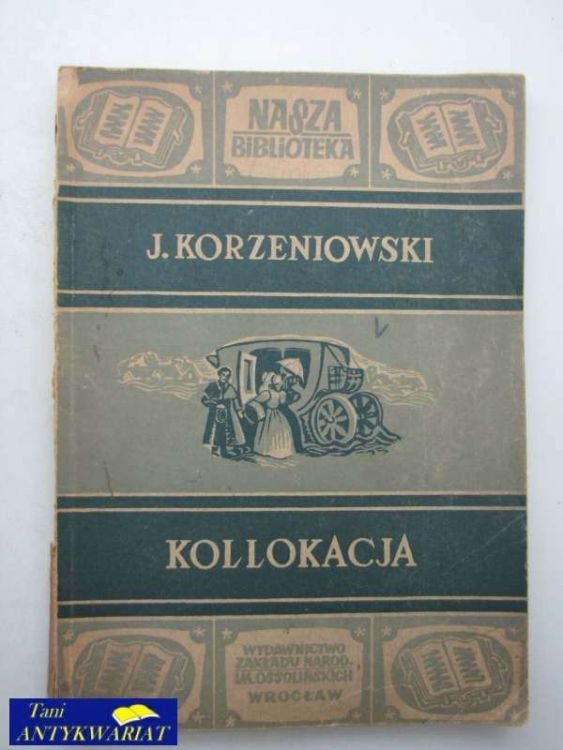 NASZA
BIBLIOTEKA
J. KORZENIOWSKI
KOLLOKACJA
WYDAWNICTWO
ZAKŁADU NAROD.
IM. OSSOLIŃSKICH
WROCŁAW
Tani
ANTYKWARIAT